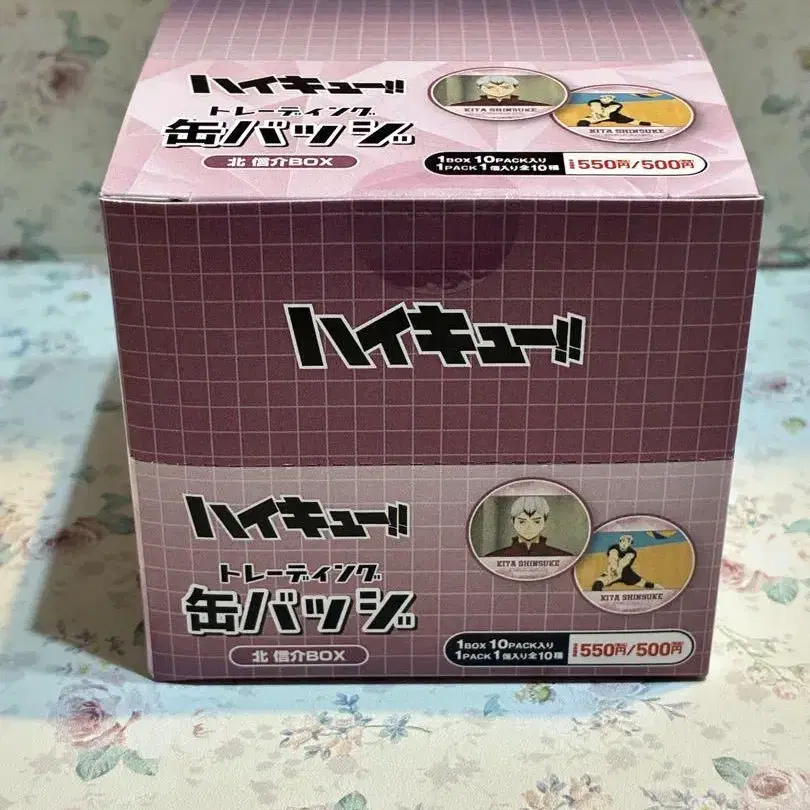 ハイキュー!!
トレーディング
缶バッジ
北 信介BOX
KITA SHINSUKE
KITA SHINSUKE
1BOX 10PACK入り
1PACK 1個入り全10種
550円/500円
ハイキュー!!
ハイキュー!!
トレーディング
缶バッジ
北 信介BOX
KITA SHINSUKE
KITA SHINSUKE
1BOX 10PACK入り
1PACK 1個入り全10種
550円/500円